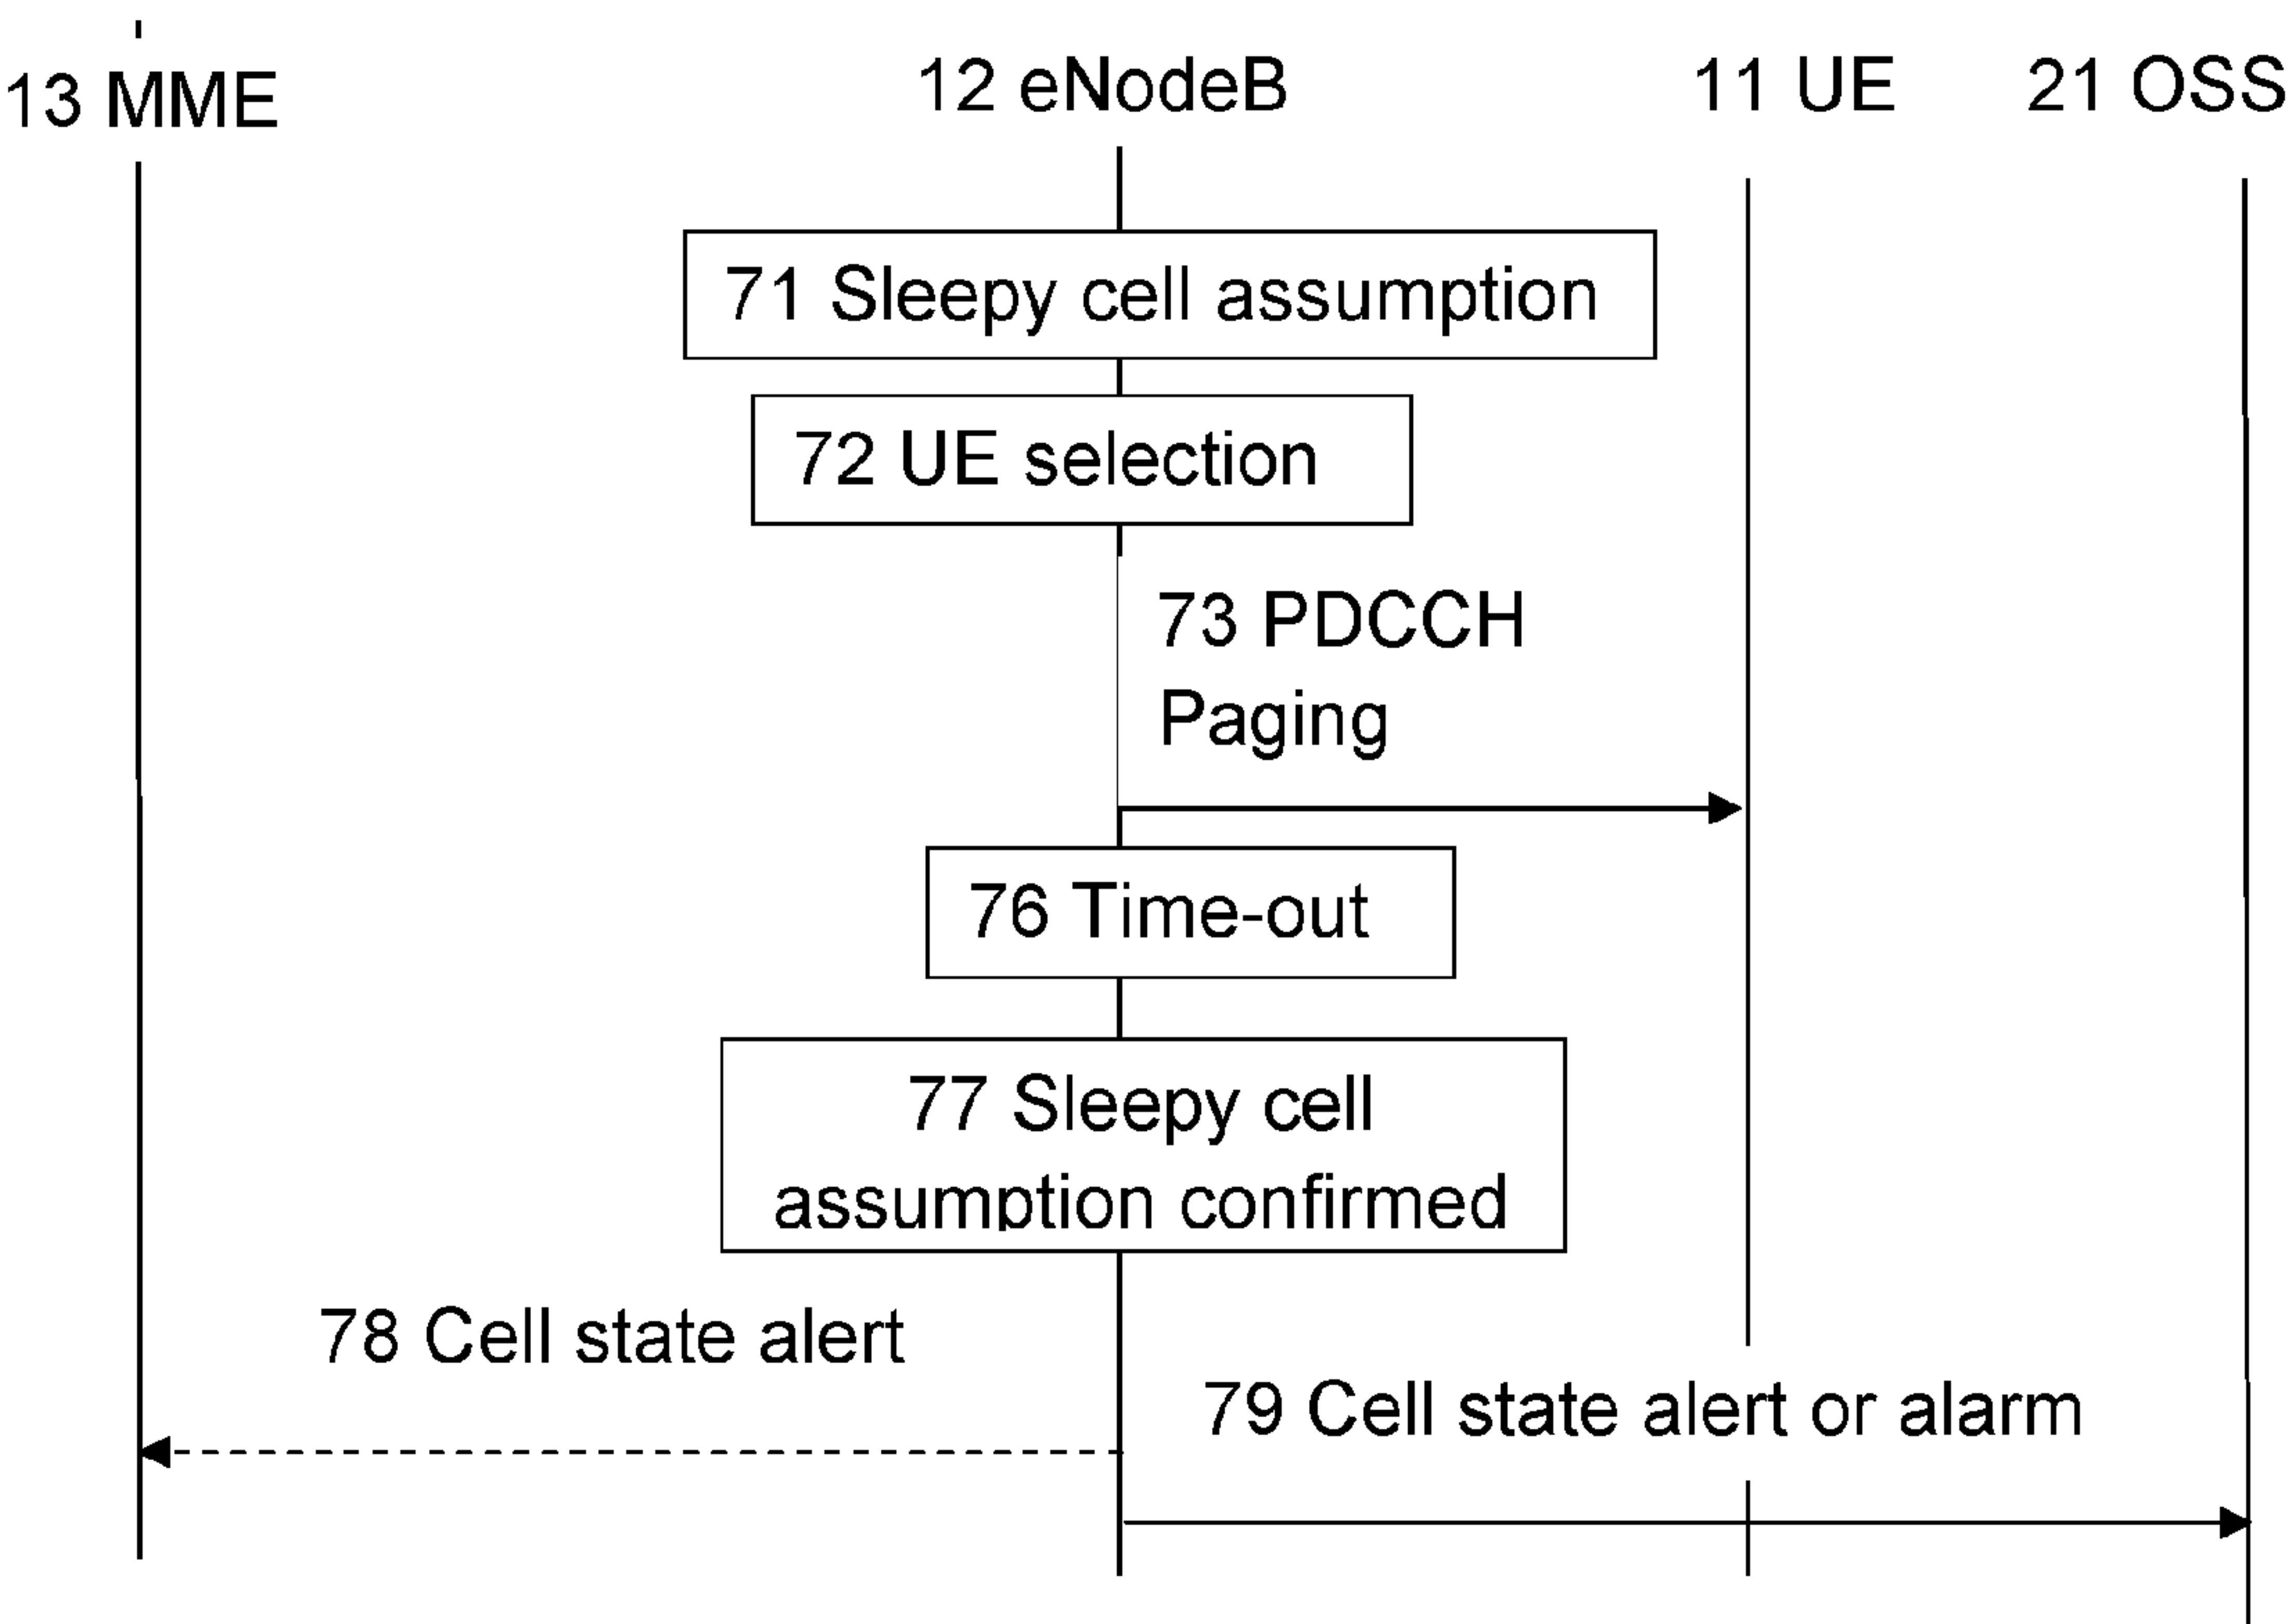 13 MME
12 eNodeB
11 UE
21 OSS
71 Sleepy cell assumption
72 UE selection
73 PDCCH
Paging
76 Time-out
77 Sleepy cell
assumption confirmed
78 Cell state alert
79 Cell state alert or alarm